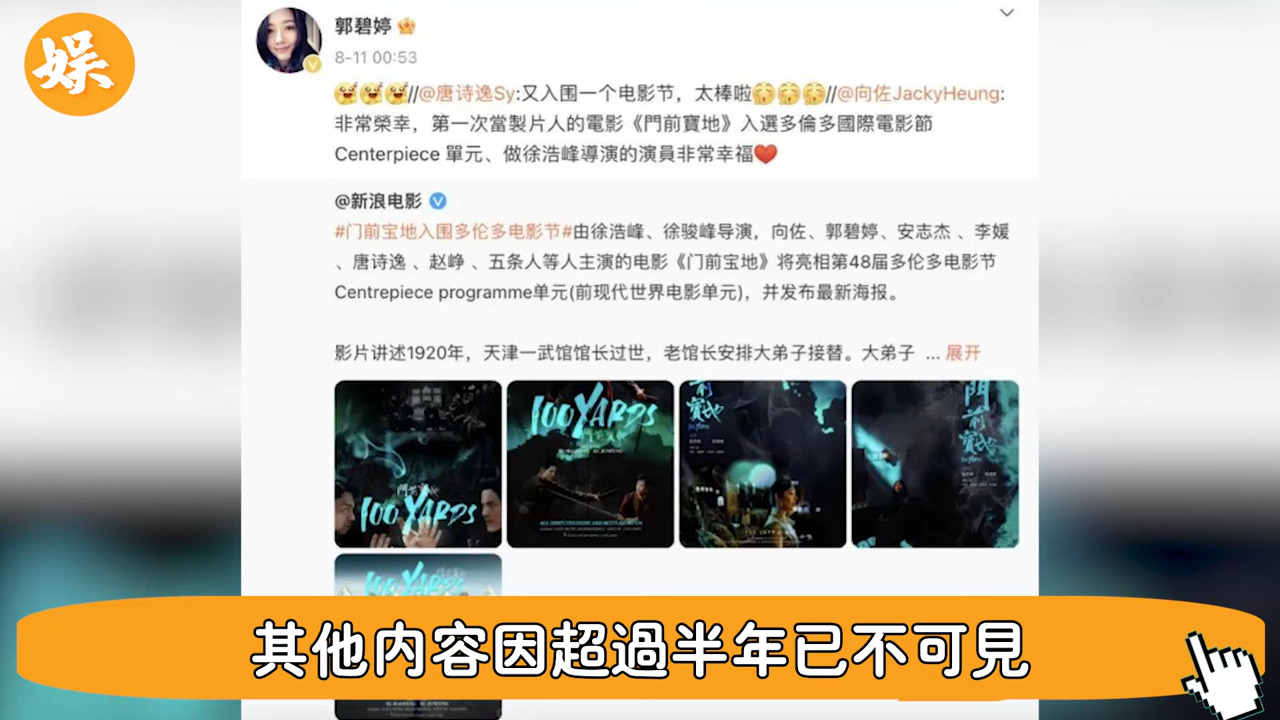 娱
郭碧婷
8-11 00:53
//@唐诗逸Sy:又入围一个电影节，太棒啦//@向佐JackyHeung:
非常榮幸，第一次當製片人的電影《門前寶地》入選多倫多國際電影節
Centerpiece 單元、做徐浩峰導演的演員非常幸福
@新浪电影
#门前宝地入围多伦多电影节#由徐浩峰、徐骏峰导演，向佐、郭碧婷、安志杰 、李媛
、唐诗逸 、赵峥 、五条人等人主演的电影《门前宝地》将亮相第48届多伦多电影节
Centrepiece programme单元(前现代世界电影单元)，并发布最新海报。
影片讲述1920年，天津一武馆馆长过世，老馆长安排大弟子接替。大弟子 ... 展开
100 YARDS
100 YARDS
前寶地
門前寶地
100 YARDS
其他内容因超過半年已不可見